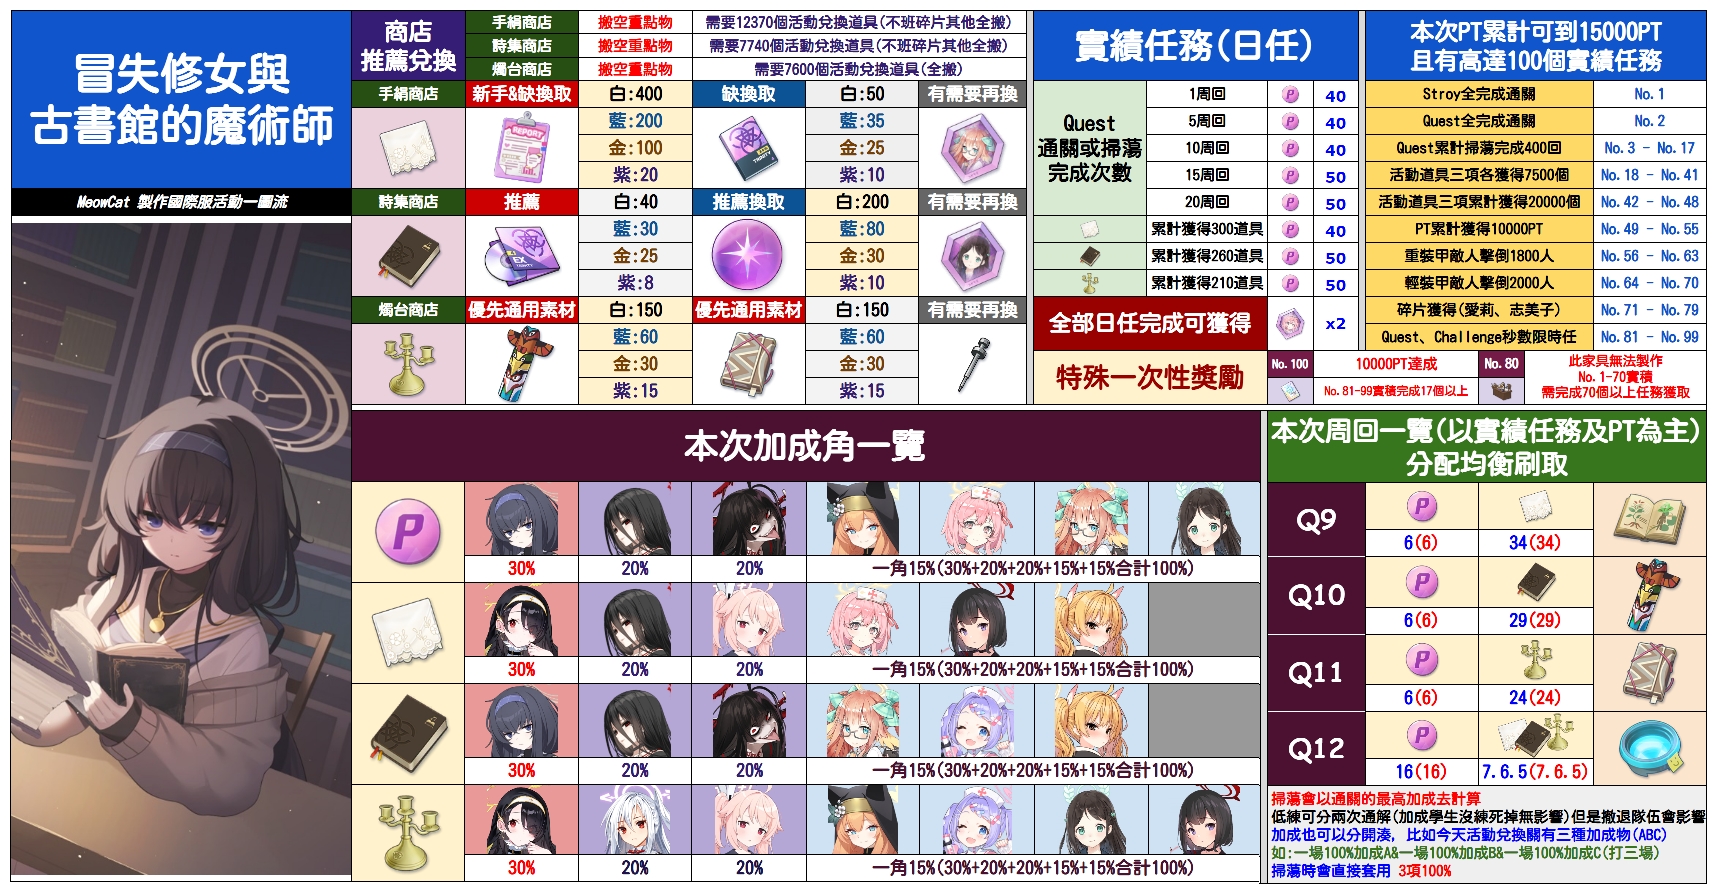 冒失修女與
古書館的魔術師
MeowCat 製作國際服活動一圖流
商店
推薦兌換
手絹商店 搬空重點物 需要12370個活動兌換道具(不班碎片其他全搬)
詩集商店 搬空重點物 需要7740個活動兌換道具(不班碎片其他全搬)
燭台商店 搬空重點物 需要7600個活動兌換道具(全搬)
手絹商店 新手&缺換取 白:400 缺換取 白:50 有需要再換
藍:200 藍:35
金:100 金:25
紫:20 紫:10
REPORT
TRINITY
詩集商店 推薦 白:40 推薦換取 白:200 有需要再換
藍:30 藍:80
金:25 金:30
紫:8 紫:10
EX
TRINITY
燭台商店 優先通用素材 白:150 優先通用素材 白:150 有需要再換
藍:60 藍:60
金:30 金:30
紫:15 紫:15
實績任務(日任)
Quest
通關或掃蕩
完成次數
1周回 P 40
5周回 P 40
10周回 P 40
15周回 P 50
20周回 P 50
累計獲得300道具 P 40
累計獲得260道具 P 50
累計獲得210道具 P 50
全部日任完成可獲得 x2
特殊一次性獎勵
No.100 10000PT達成
No.81-99實積完成17個以上
No.80 此家具無法製作
No.1-70實積
需完成70個以上任務獲取
本次PT累計可到15000PT
且有高達100個實績任務
Stroy全完成通關 No.1
Quest全完成通關 No.2
Quest累計掃蕩完成400回 No.3 - No.17
活動道具三項各獲得7500個 No.18 - No.41
活動道具三項累計獲得20000個 No.42 - No.48
PT累計獲得10000PT No.49 - No.55
重裝甲敵人擊倒1800人 No.56 - No.63
輕裝甲敵人擊倒2000人 No.64 - No.70
碎片獲得(愛莉、志美子) No.71 - No.79
Quest、Challenge秒數限時任 No.81 - No.99
本次加成角一覽
P
30% 20% 20% 一角15%(30%+20%+20%+15%+15%合計100%)
30% 20% 20% 一角15%(30%+20%+20%+15%+15%合計100%)
30% 20% 20% 一角15%(30%+20%+20%+15%+15%合計100%)
30% 20% 20% 一角15%(30%+20%+20%+15%+15%合計100%)
本次周回一覽(以實績任務及PT為主)
分配均衡刷取
Q9 P
6(6) 34(34)
Q10 P
6(6) 29(29)
Q11 P
6(6) 24(24)
Q12 P
16(16) 7.6.5(7.6.5)
掃蕩會以通關的最高加成去計算
低練可分兩次通解(加成學生沒練死掉無影響)但是撤退隊伍會影響
加成也可以分開湊, 比如今天活動兌換關有三種加成物(ABC)
如:一場100%加成A&一場100%加成B&一場100%加成C(打三場)
掃蕩時會直接套用 3項100%